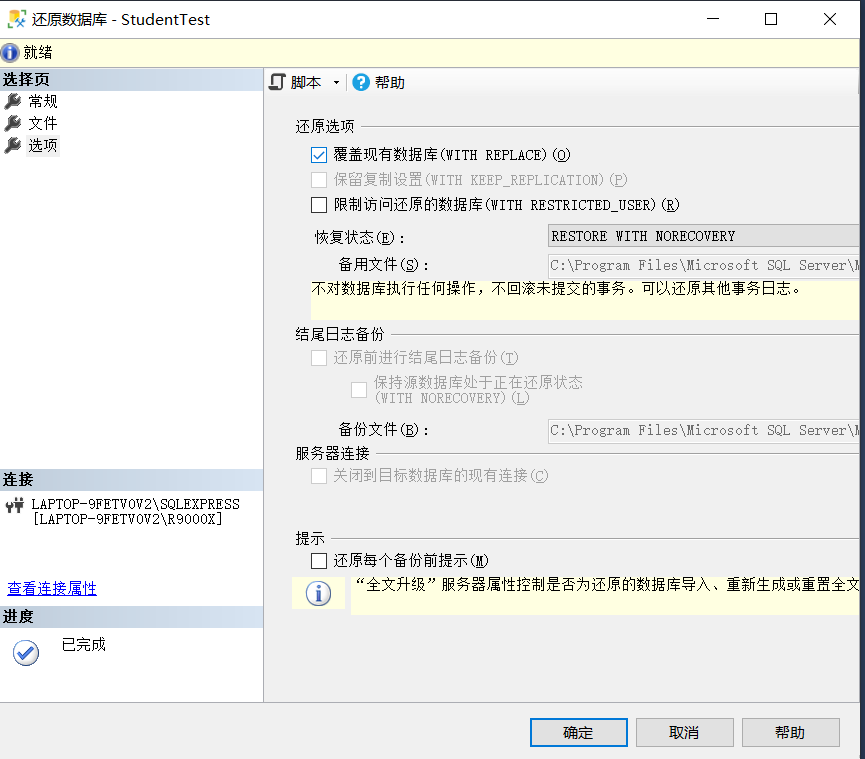 还原数据库 - StudentTest
就绪
选择页
常规
文件
选项
脚本
帮助
还原选项
覆盖现有数据库(WITH REPLACE)(O)
保留复制设置(WITH KEEP_REPLICATION)(P)
限制访问还原的数据库(WITH RESTRICTED_USER)(R)
恢复状态(E):
RESTORE WITH NORECOVERY
备用文件(S):
C:\Program Files\Microsoft SQL Server\M
不对数据库执行任何操作，不回滚未提交的事务。可以还原其他事务日志。
结尾日志备份
还原前进行结尾日志备份(T)
保持源数据库处于正在还原状态
(WITH NORECOVERY)(L)
备份文件(B):
C:\Program Files\Microsoft SQL Server\M
服务器连接
关闭到目标数据库的现有连接(C)
提示
还原每个备份前提示(M)
“全文升级”服务器属性控制是否为还原的数据库导入、重新生成或重置全文
连接
LAPTOP-9FETV0V2\SQLEXPRESS
[LAPTOP-9FETV0V2\R9000X]
查看连接属性
进度
已完成
确定
取消
帮助